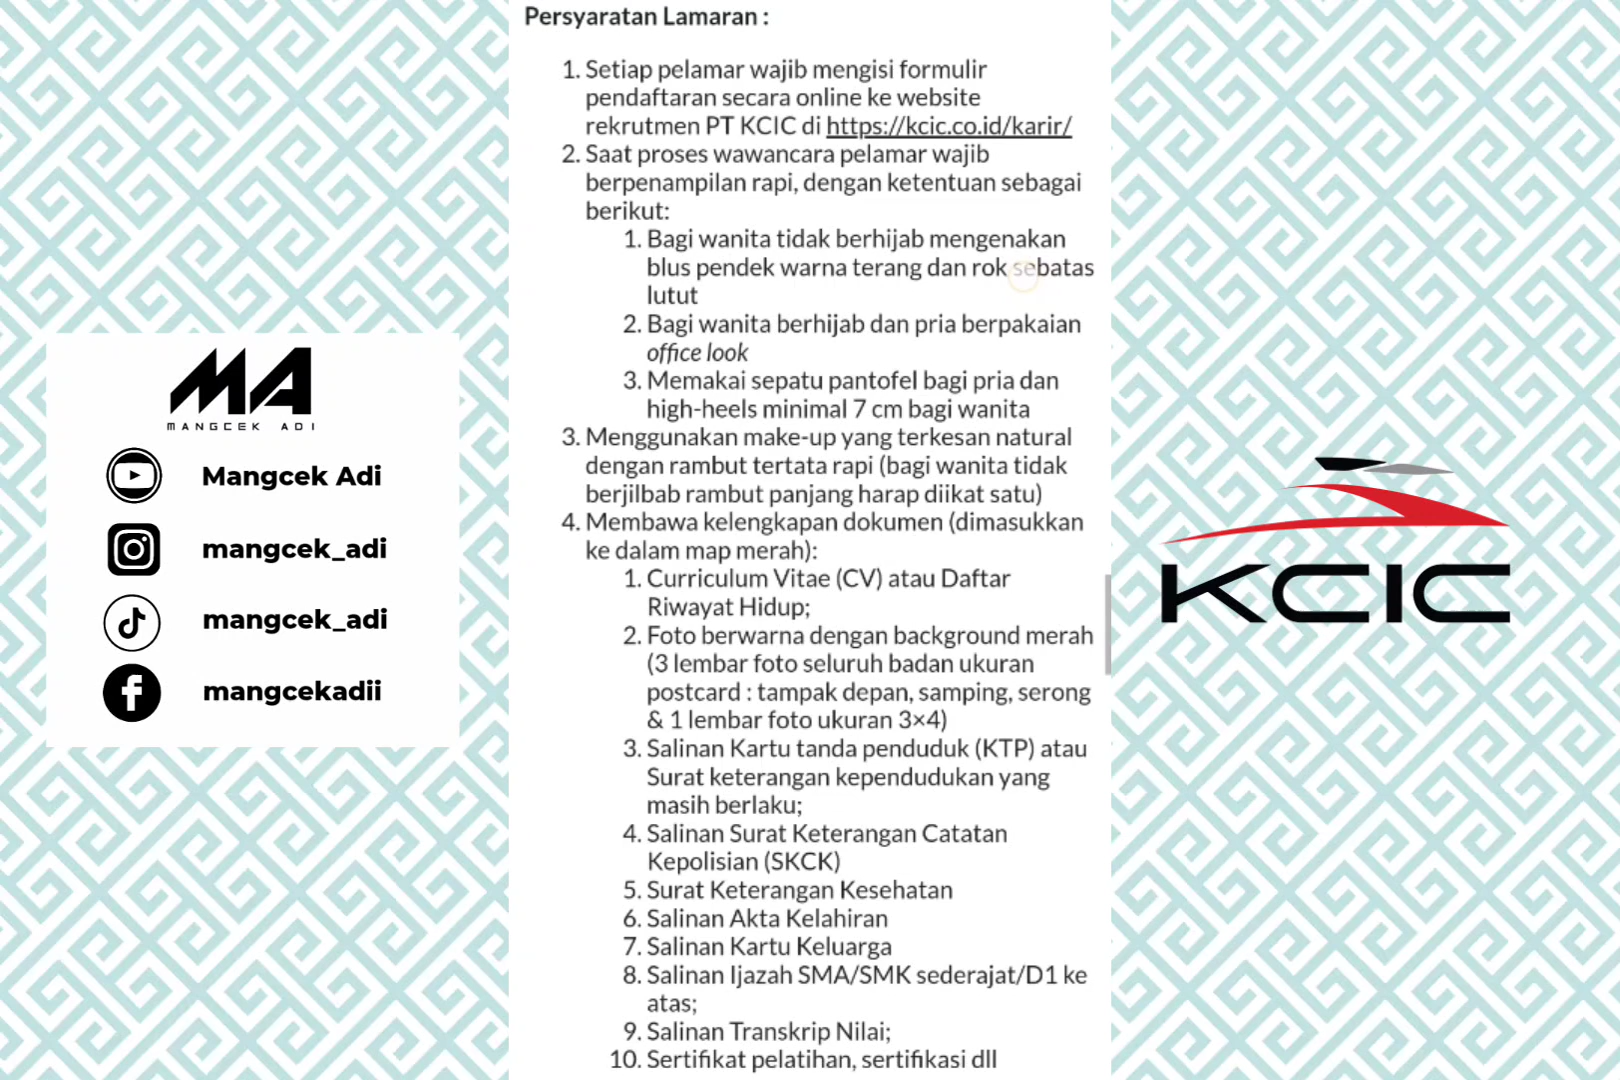 Persyaratan Lamaran :
1. Setiap pelamar wajib mengisi formulir
pendaftaran secara online ke website
rekrutmen PT KCIC di https://kcic.co.id/karir/
2. Saat proses wawancara pelamar wajib
berpenampilan rapi, dengan ketentuan sebagai
berikut:
1. Bagi wanita tidak berhijab mengenakan
blus pendek warna terang dan rok sebatas
lutut
2. Bagi wanita berhijab dan pria berpakaian
office look
3. Memakai sepatu pantofel bagi pria dan
high-heels minimal 7 cm bagi wanita
3. Menggunakan make-up yang terkesan natural
dengan rambut tertata rapi (bagi wanita tidak
berjilbab rambut panjang harap diikat satu)
4. Membawa kelengkapan dokumen (dimasukkan
ke dalam map merah):
1. Curriculum Vitae (CV) atau Daftar
Riwayat Hidup;
2. Foto berwarna dengan background merah
(3 lembar foto seluruh badan ukuran
postcard : tampak depan, samping, serong
& 1 lembar foto ukuran 3×4)
3. Salinan Kartu tanda penduduk (KTP) atau
Surat keterangan kependudukan yang
masih berlaku;
4. Salinan Surat Keterangan Catatan
Kepolisian (SKCK)
5. Surat Keterangan Kesehatan
6. Salinan Akta Kelahiran
7. Salinan Kartu Keluarga
8. Salinan Ijazah SMA/SMK sederajat/D1 ke
atas;
9. Salinan Transkrip Nilai;
10. Sertifikat pelatihan, sertifikasi dll
MA
MANGCEK ADI
Mangcek Adi
mangcek_adi
mangcek_adi
mangcekadii
KCIC